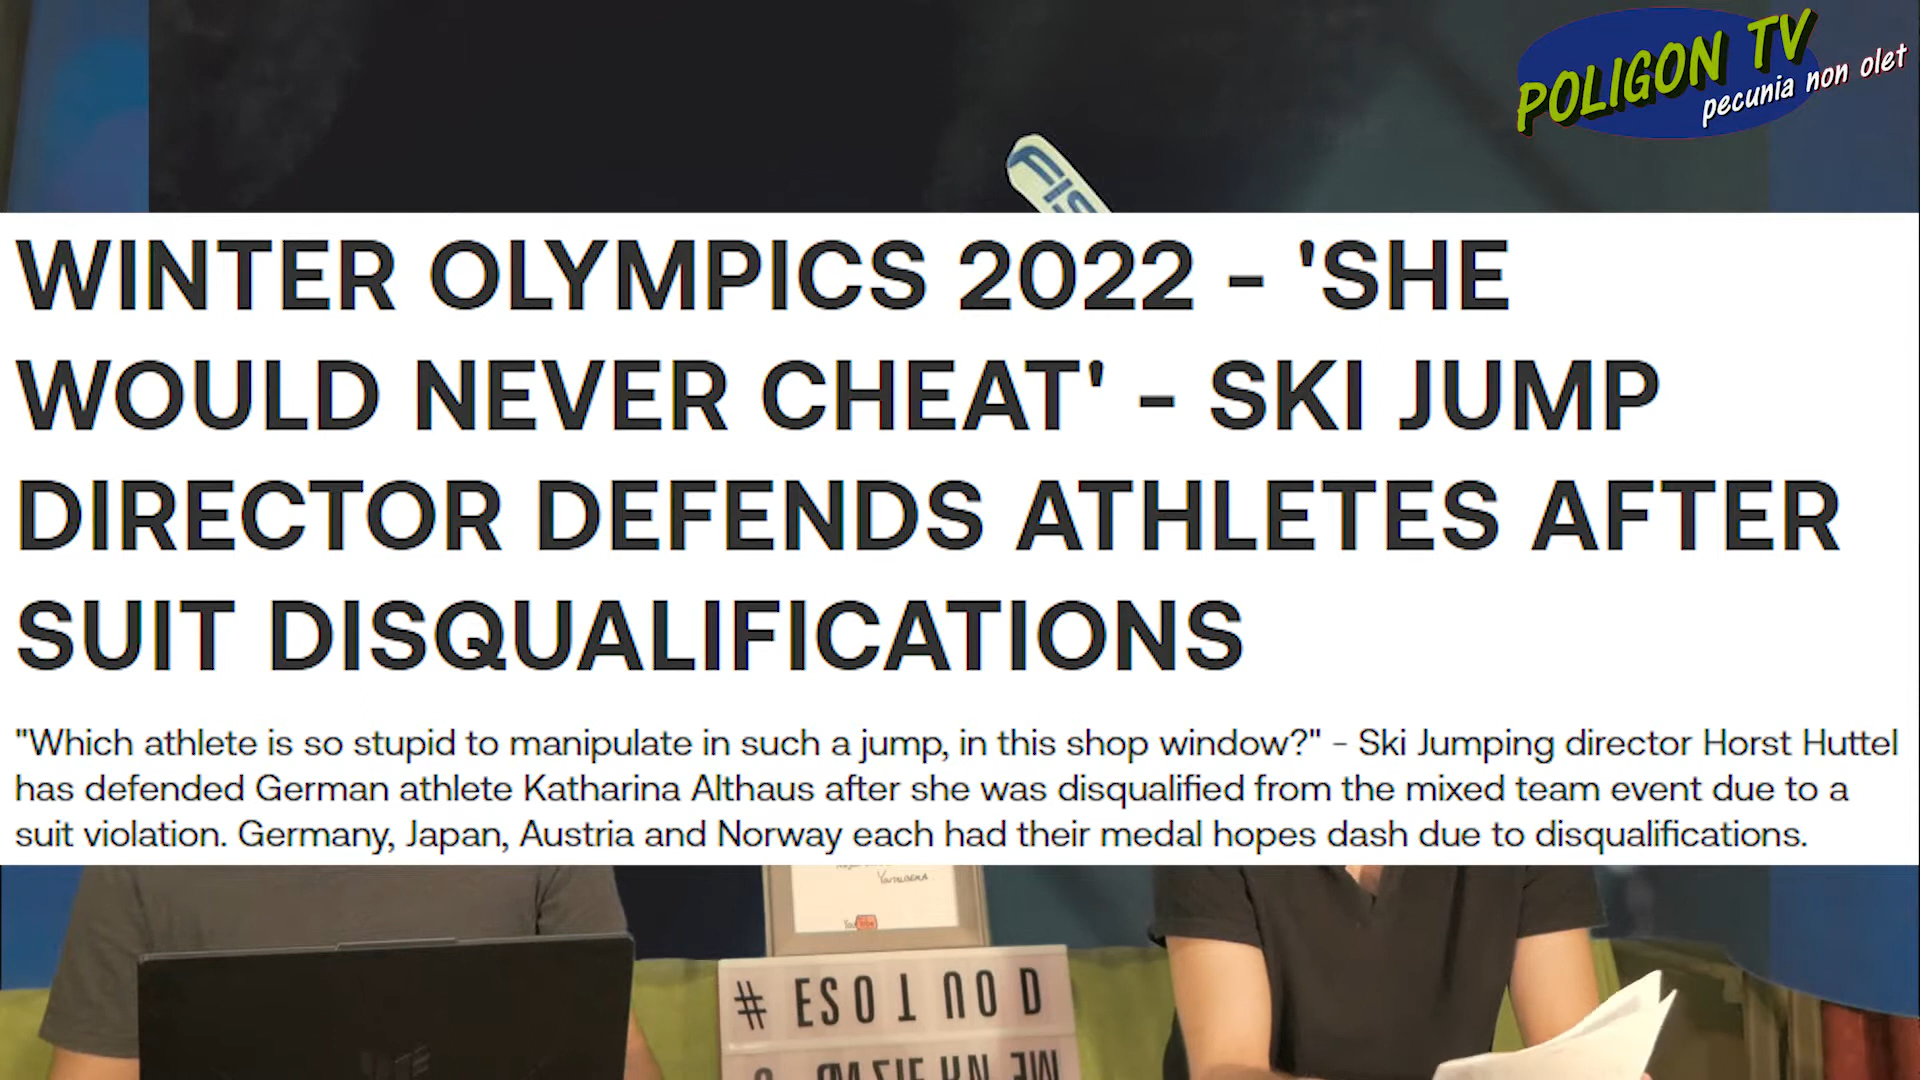 POLIGON TV
pecunia non olet
FIS
WINTER OLYMPICS 2022 - 'SHE
WOULD NEVER CHEAT' - SKI JUMP
DIRECTOR DEFENDS ATHLETES AFTER
SUIT DISQUALIFICATIONS
"Which athlete is so stupid to manipulate in such a jump, in this shop window?" - Ski Jumping director Horst Huttel
has defended German athlete Katharina Althaus after she was disqualified from the mixed team event due to a
suit violation. Germany, Japan, Austria and Norway each had their medal hopes dash due to disqualifications.
YouTube